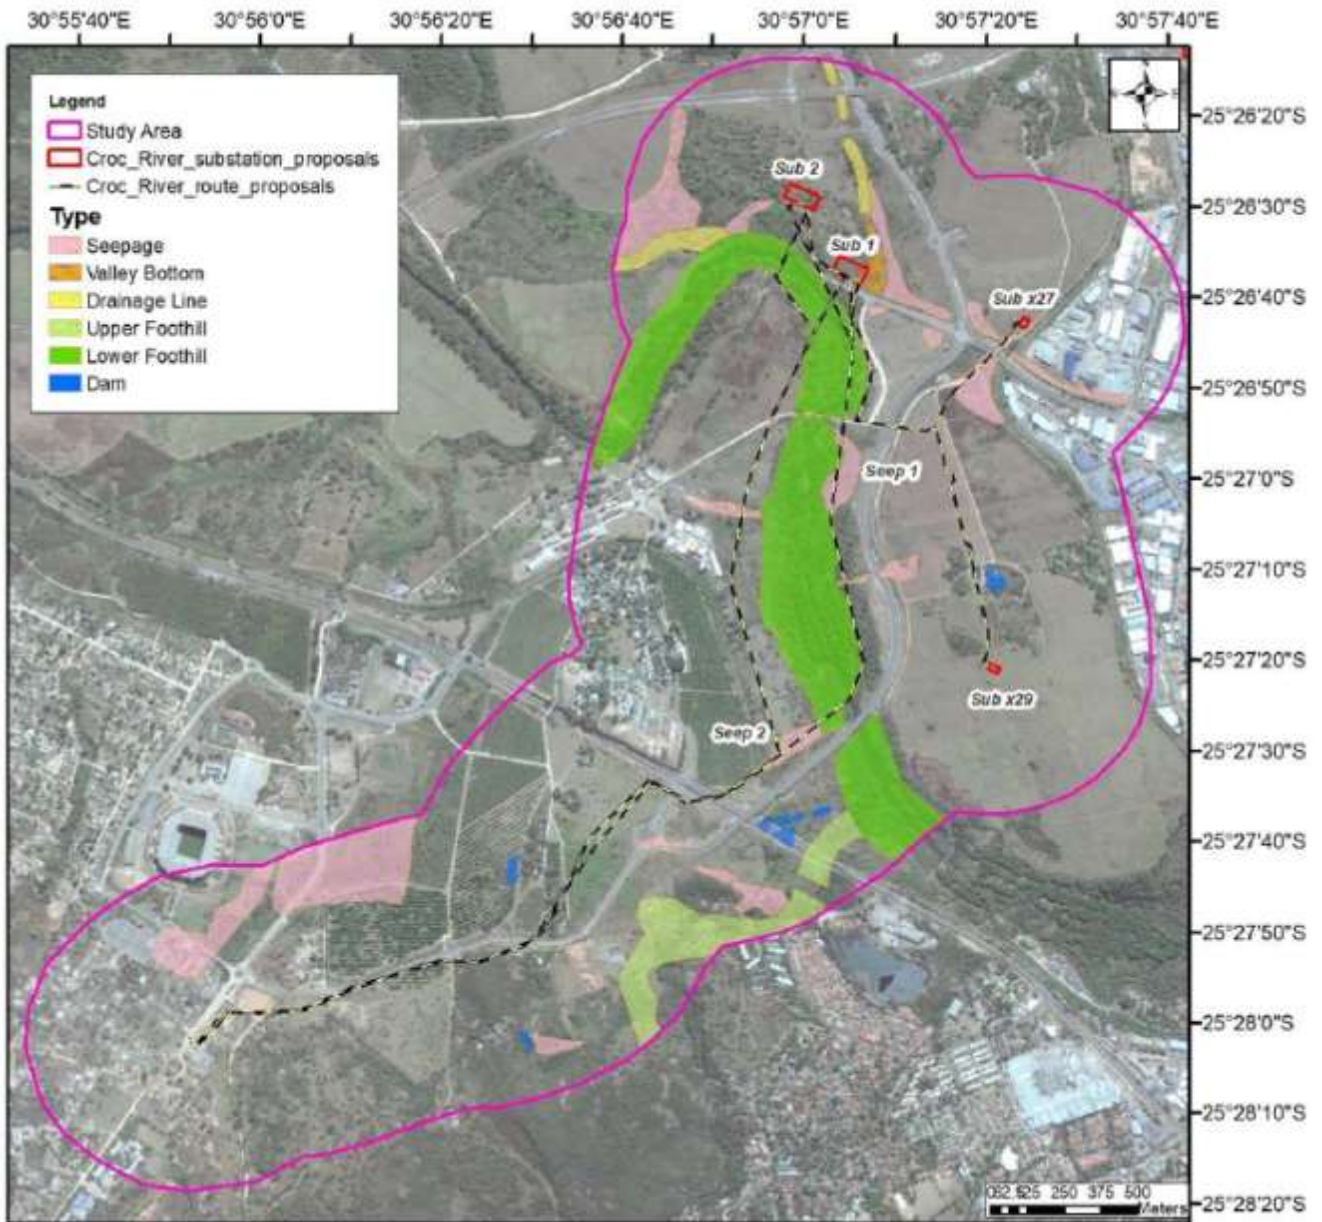 30°55'40"E 30°56'0"E 30°56'20"E 30°56'40"E 30°57'0"E 30°57'20"E 30°57'40"E
Legend
Study Area
Croc_River_substation_proposals
Croc_River_route_proposals
Type
Seepage
Valley Bottom
Drainage Line
Upper Foothill
Lower Foothill
Dam
25°26'20"S
Sub 2
25°26'30"S
Sub 1
Sub x27
25°26'40"S
25°26'50"S
Seep 1
25°27'0"S
25°27'10"S
25°27'20"S
Sub x29
Seep 2
25°27'30"S
25°27'40"S
25°27'50"S
25°28'0"S
25°28'10"S
250 375 500
Meters
25°28'20"S